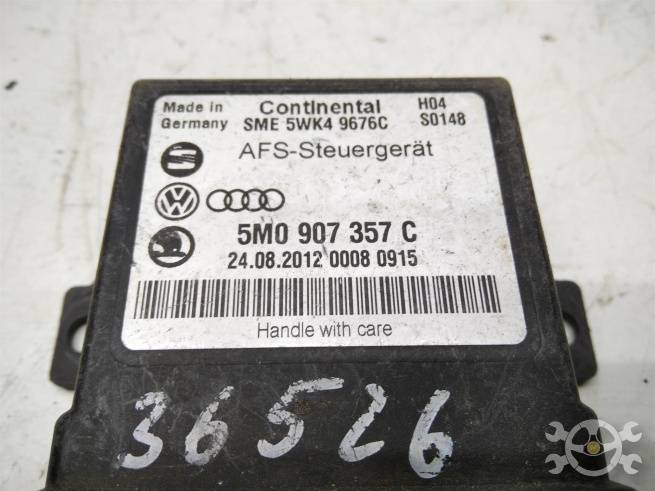 Made in Continental H04
Germany SME 5WK4 9676C S0148
AFS-Steuergerät
5M0 907 357 C
24.08.2012 0008 0915
Handle with care
36526